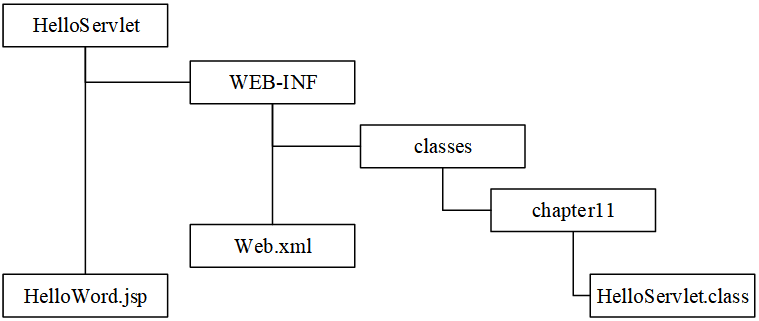 HelloServlet
WEB-INF
classes
chapter11
Web.xml
HelloWord.jsp
HelloServlet.class